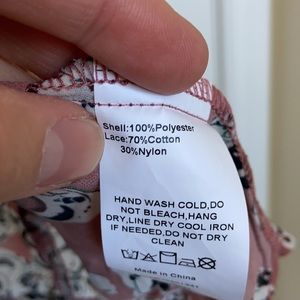 Shell:100%Polyester
Lace:70%Cotton
30%Nylon
HAND WASH COLD,DO
NOT BLEACH,HANG
DRY,LINE DRY COOL IRON
IF NEEDED,DO NOT DRY
CLEAN
Made in China